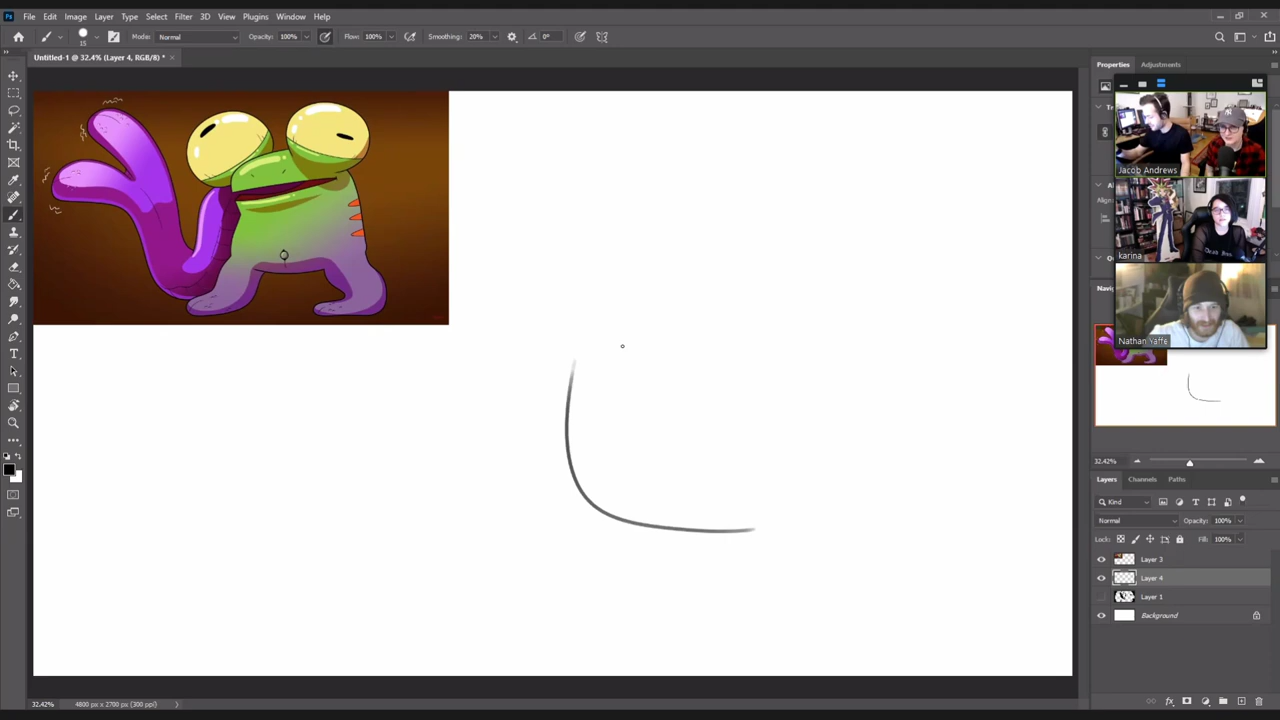 Ps File Edit Image Layer Type Select Filter 3D View Plugins Window Help
15 Mode: Normal Opacity: 100% Flow: 100% Smoothing: 20% 0°
Untitled-1 @ 32.4% (Layer 4, RGB/8) *
Properties Adjustments
Jacob Andrews
karina
Nathan Yaffe
32.42%
Layers Channels Paths
Kind
Normal Opacity: 100%
Lock: Fill: 100%
Layer 3
Layer 4
Layer 1
Background
32.42% 4800 px x 2700 px (300 ppi)